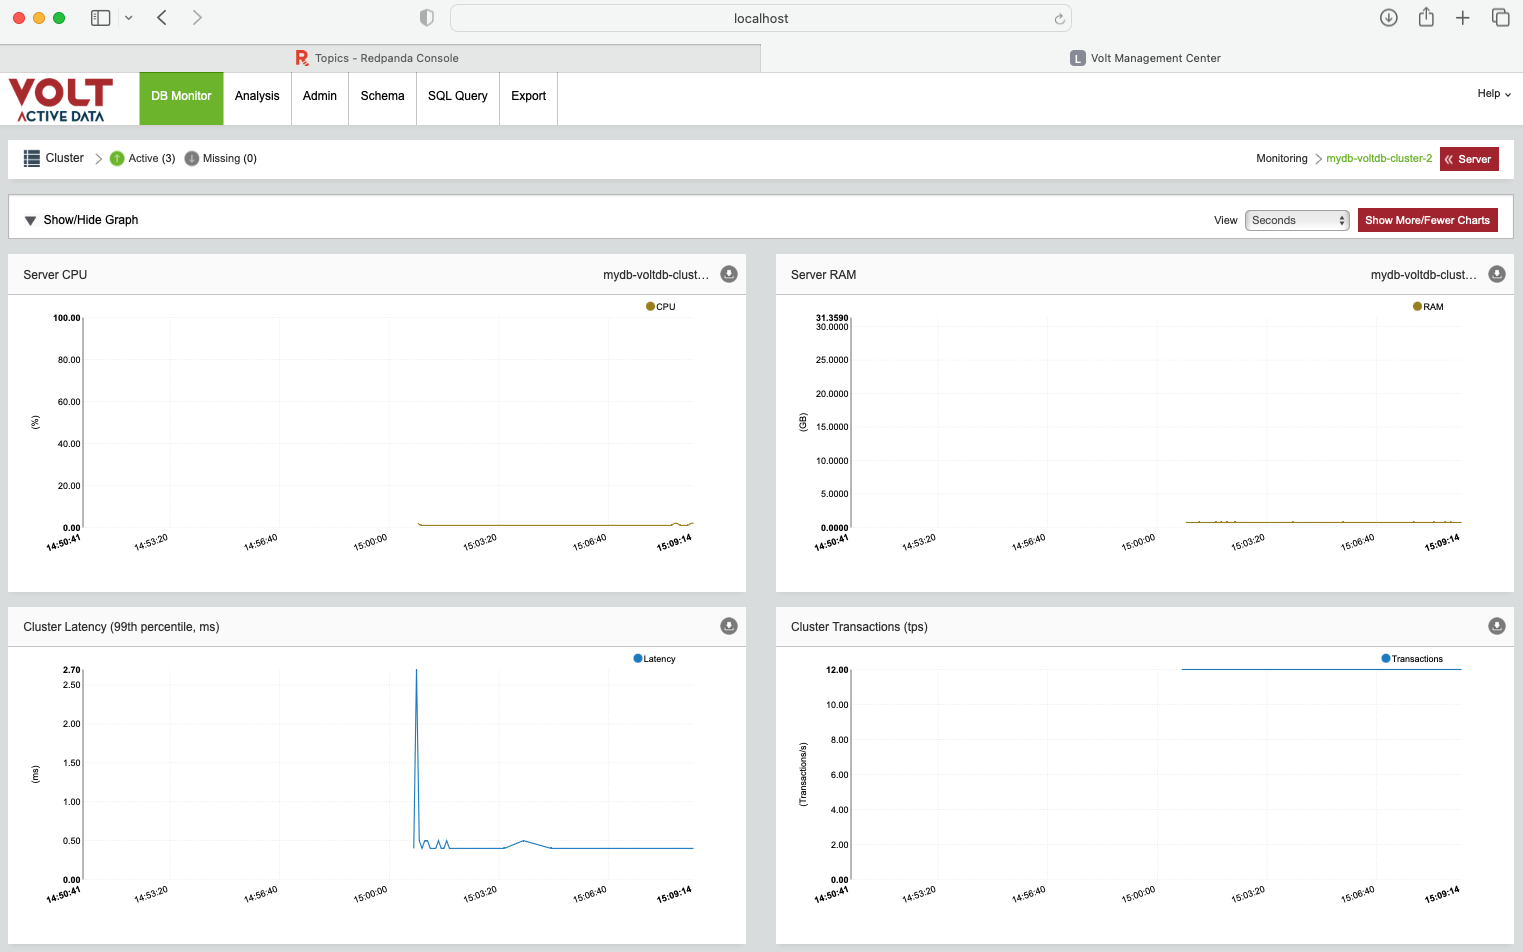 localhost
Topics - Redpanda Console
L Volt Management Center
VOLT
ACTIVE DATA
DB Monitor Analysis Admin Schema SQL Query Export
Help
Cluster Active (3) Missing (0)
Monitoring mydb-voltdb-cluster-2 Server
Show/Hide Graph
View Seconds Show More/Fewer Charts
Server CPU mydb-voltdb-clust...
CPU
100.00
80.00
60.00
40.00
20.00
0.00
(%)
14:50:41 14:53:20 14:56:40 15:00:00 15:03:20 15:06:40 15:09:14
Server RAM mydb-voltdb-clust...
RAM
31.3590
30.0000
25.0000
20.0000
15.0000
10.0000
5.0000
0.0000
(GB)
14:50:41 14:53:20 14:56:40 15:00:00 15:03:20 15:06:40 15:09:14
Cluster Latency (99th percentile, ms)
Latency
2.70
2.50
2.00
1.50
1.00
0.50
0.00
(ms)
14:50:41 14:53:20 14:56:40 15:00:00 15:03:20 15:06:40 15:09:14
Cluster Transactions (tps)
Transactions
12.00
10.00
8.00
6.00
4.00
2.00
0.00
(Transactions/s)
14:50:41 14:53:20 14:56:40 15:00:00 15:03:20 15:06:40 15:09:14